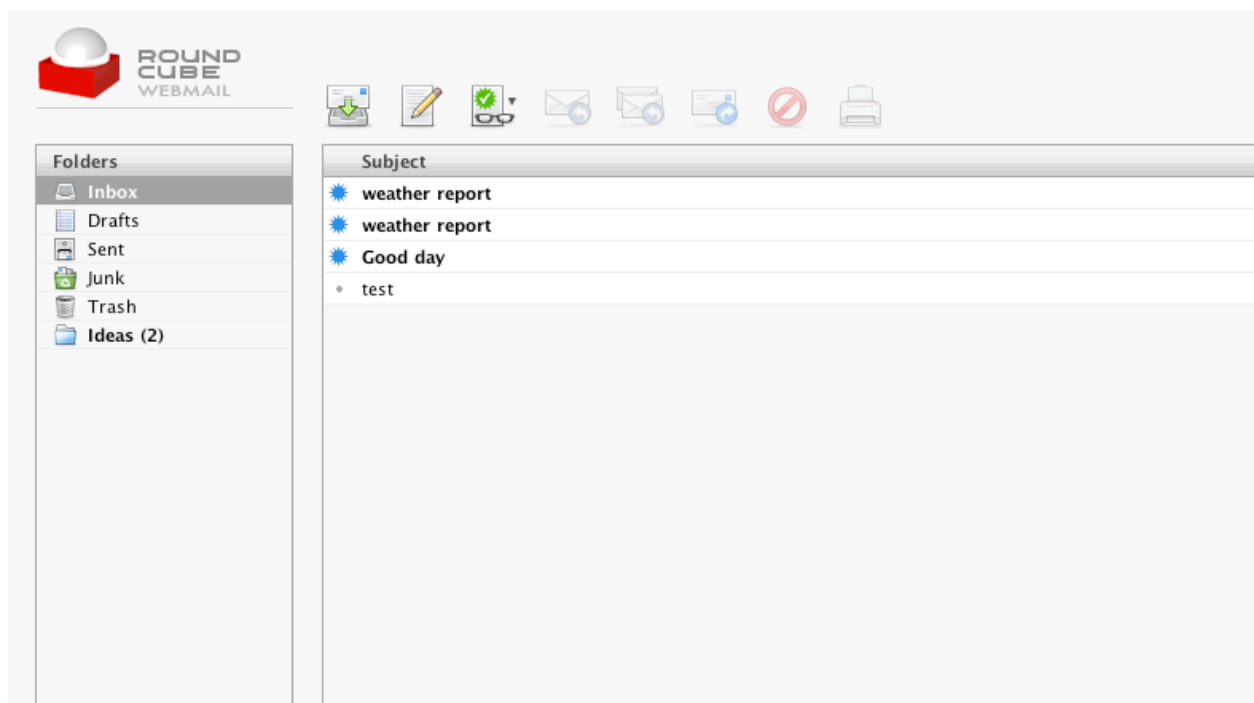 ROUND
CUBE
WEBMAIL
Folders
Inbox
Drafts
Sent
Junk
Trash
Ideas (2)
Subject
weather report
weather report
Good day
test